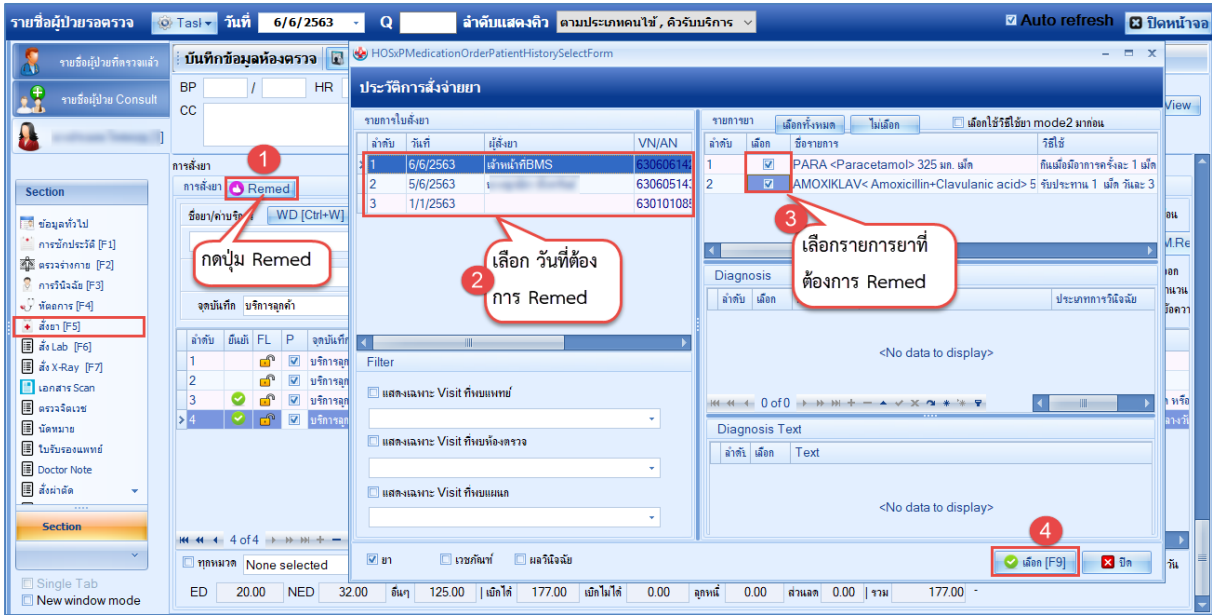 รายชื่อผู้ป่วยรอตรวจ Task วันที่ 6/6/2563 Q ลำดับแสดงคิว ตามประเภทคนไข้ , คิวรับบริการ Auto refresh ปิดหน้าจอ
รายชื่อผู้ป่วยที่ตรวจแล้ว
รายชื่อผู้ป่วย Consult
บันทึกข้อมูลห้องตรวจ
BP / HR
CC
View
HOSxPMedicationOrderPatientHistorySelectForm
ประวัติการสั่งจ่ายยา
รายการใบสั่งยา
ลำดับ วันที่ ผู้สั่งยา VN/AN
1 6/6/2563 เจ้าหน้าที่BMS 630606142
2 5/6/2563 630605143
3 1/1/2563 630101085
รายการยา เลือกทั้งหมด ไม่เลือก เลือกใช้วิธีใช้ยา mode2 มาก่อน
ลำดับ เลือก ชื่อรายการ วิธีใช้
1 PARA <Paracetamol> 325 มก. เม็ด กินเมื่อมีอาการครั้งละ 1 เม็ด
2 AMOXIKLAV< Amoxicillin+Clavulanic acid> 5 รับประทาน 1 เม็ด วันละ 3
การสั่งยา
การสั่งยา Remed
1
ชื่อยา/ค่าบริการ WD [Ctrl+W]
กดปุ่ม Remed
2
เลือก วันที่ต้อง
การ Remed
3
เลือกรายการยาที่
ต้องการ Remed
จุดบันทึก บริการลูกค้า
ลำดับ ยืนยัน FL P จุดบันทึก
1
2
3
4
4 of 4
Section
ข้อมูลทั่วไป
การซักประวัติ [F1]
ตรวจร่างกาย [F2]
การวินิจฉัย [F3]
หัตถการ [F4]
สั่งยา [F5]
สั่ง Lab [F6]
สั่ง X-Ray [F7]
เอกสาร Scan
ตรวจจิตเวช
นัดหมาย
ใบรับรองแพทย์
Doctor Note
สั่งผ่าตัด
Section
Single Tab
New window mode
Filter
แสดงเฉพาะ Visit ที่พบแพทย์
แสดงเฉพาะ Visit ที่พบห้องตรวจ
แสดงเฉพาะ Visit ที่พบแผนก
Diagnosis
ลำดับ เลือก ประเภทการวินิจฉัย
<No data to display>
0 of 0
Diagnosis Text
ลำดับ เลือก Text
<No data to display>
4
ยา เวชภัณฑ์ ผลวินิจฉัย เลือก [F9] ปิด
ทุกหมวด None selected
ED 20.00 NED 32.00 อื่นๆ 125.00 เบิกได้ 177.00 เบิกไม่ได้ 0.00 ลูกหนี้ 0.00 ส่วนลด 0.00 รวม 177.00